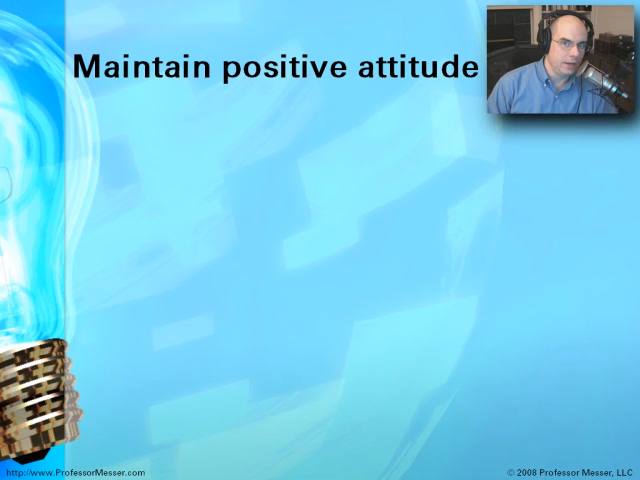 Maintain positive attitude
http://www.ProfessorMesser.com
© 2008 Professor Messer, LLC